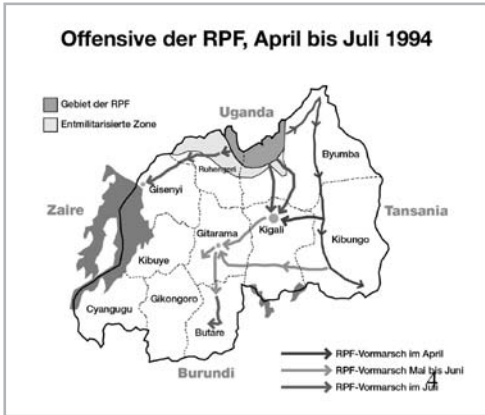 Offensive der RPF, April bis Juli 1994
Gebiet der RPF
Entmilitarisierte Zone
Uganda
Byumba
Ruhengeri
Gisenyi
Zaire
Tansania
Gitarama
Kigali
Kibungo
Kibuye
Cyangugu
Gikongoro
Butare
Burundi
RPF-Vormarsch im April
RPF-Vormarsch Mai bis Juni
RPF-Vormarsch im Juli
4